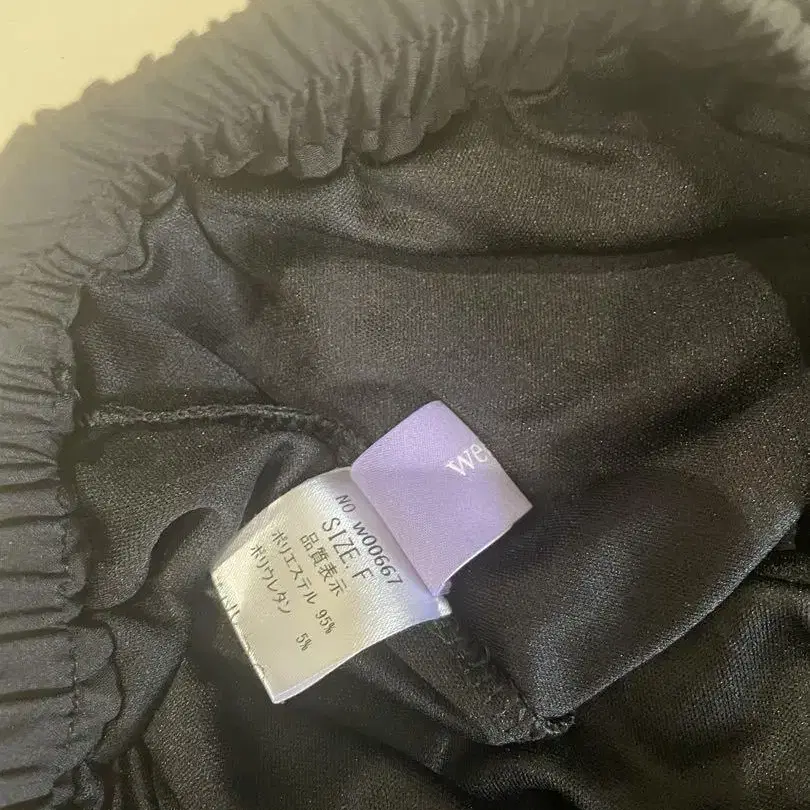 we
NO W00667
SIZE:F
品質表示
ポリエステル 95%
ポリウレタン 5%